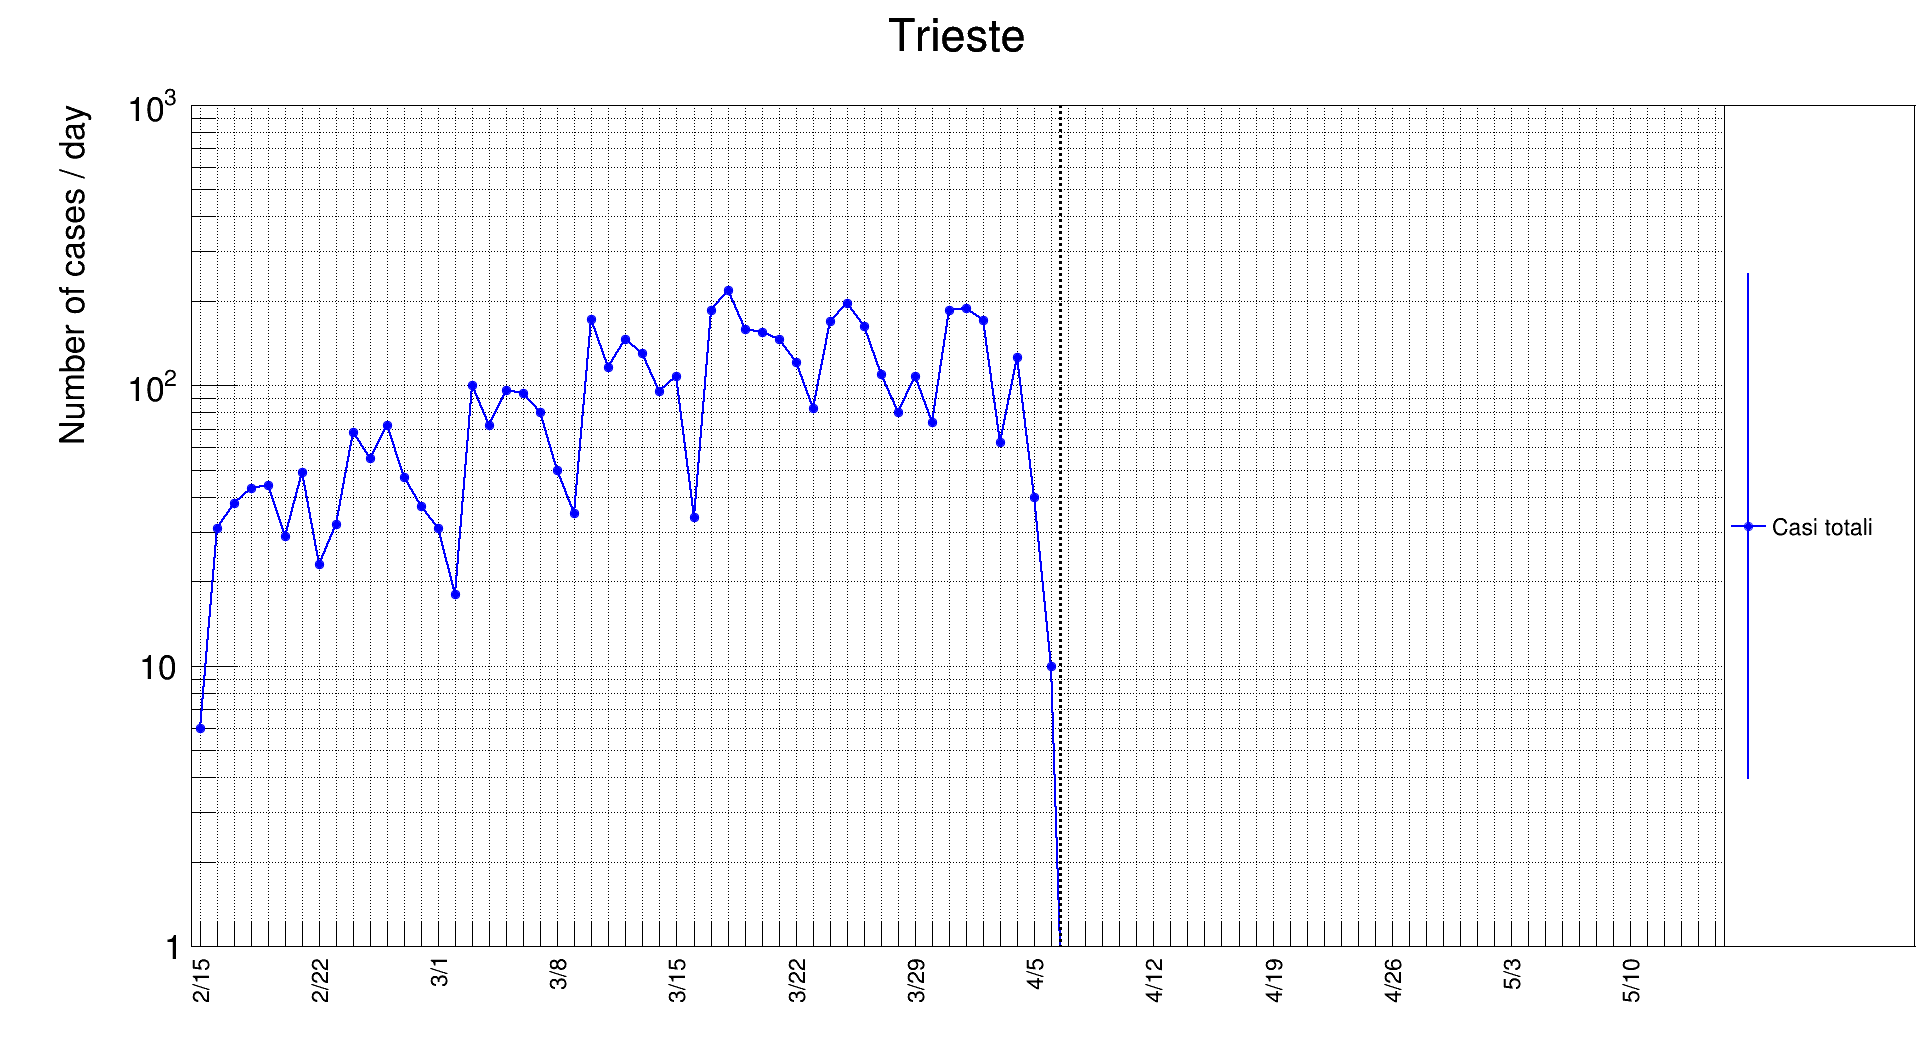 Trieste
Number of cases / day
10³
10²
10
1
2/15 2/22 3/1 3/8 3/15 3/22 3/29 4/5 4/12 4/19 4/26 5/3 5/10
Casi totali